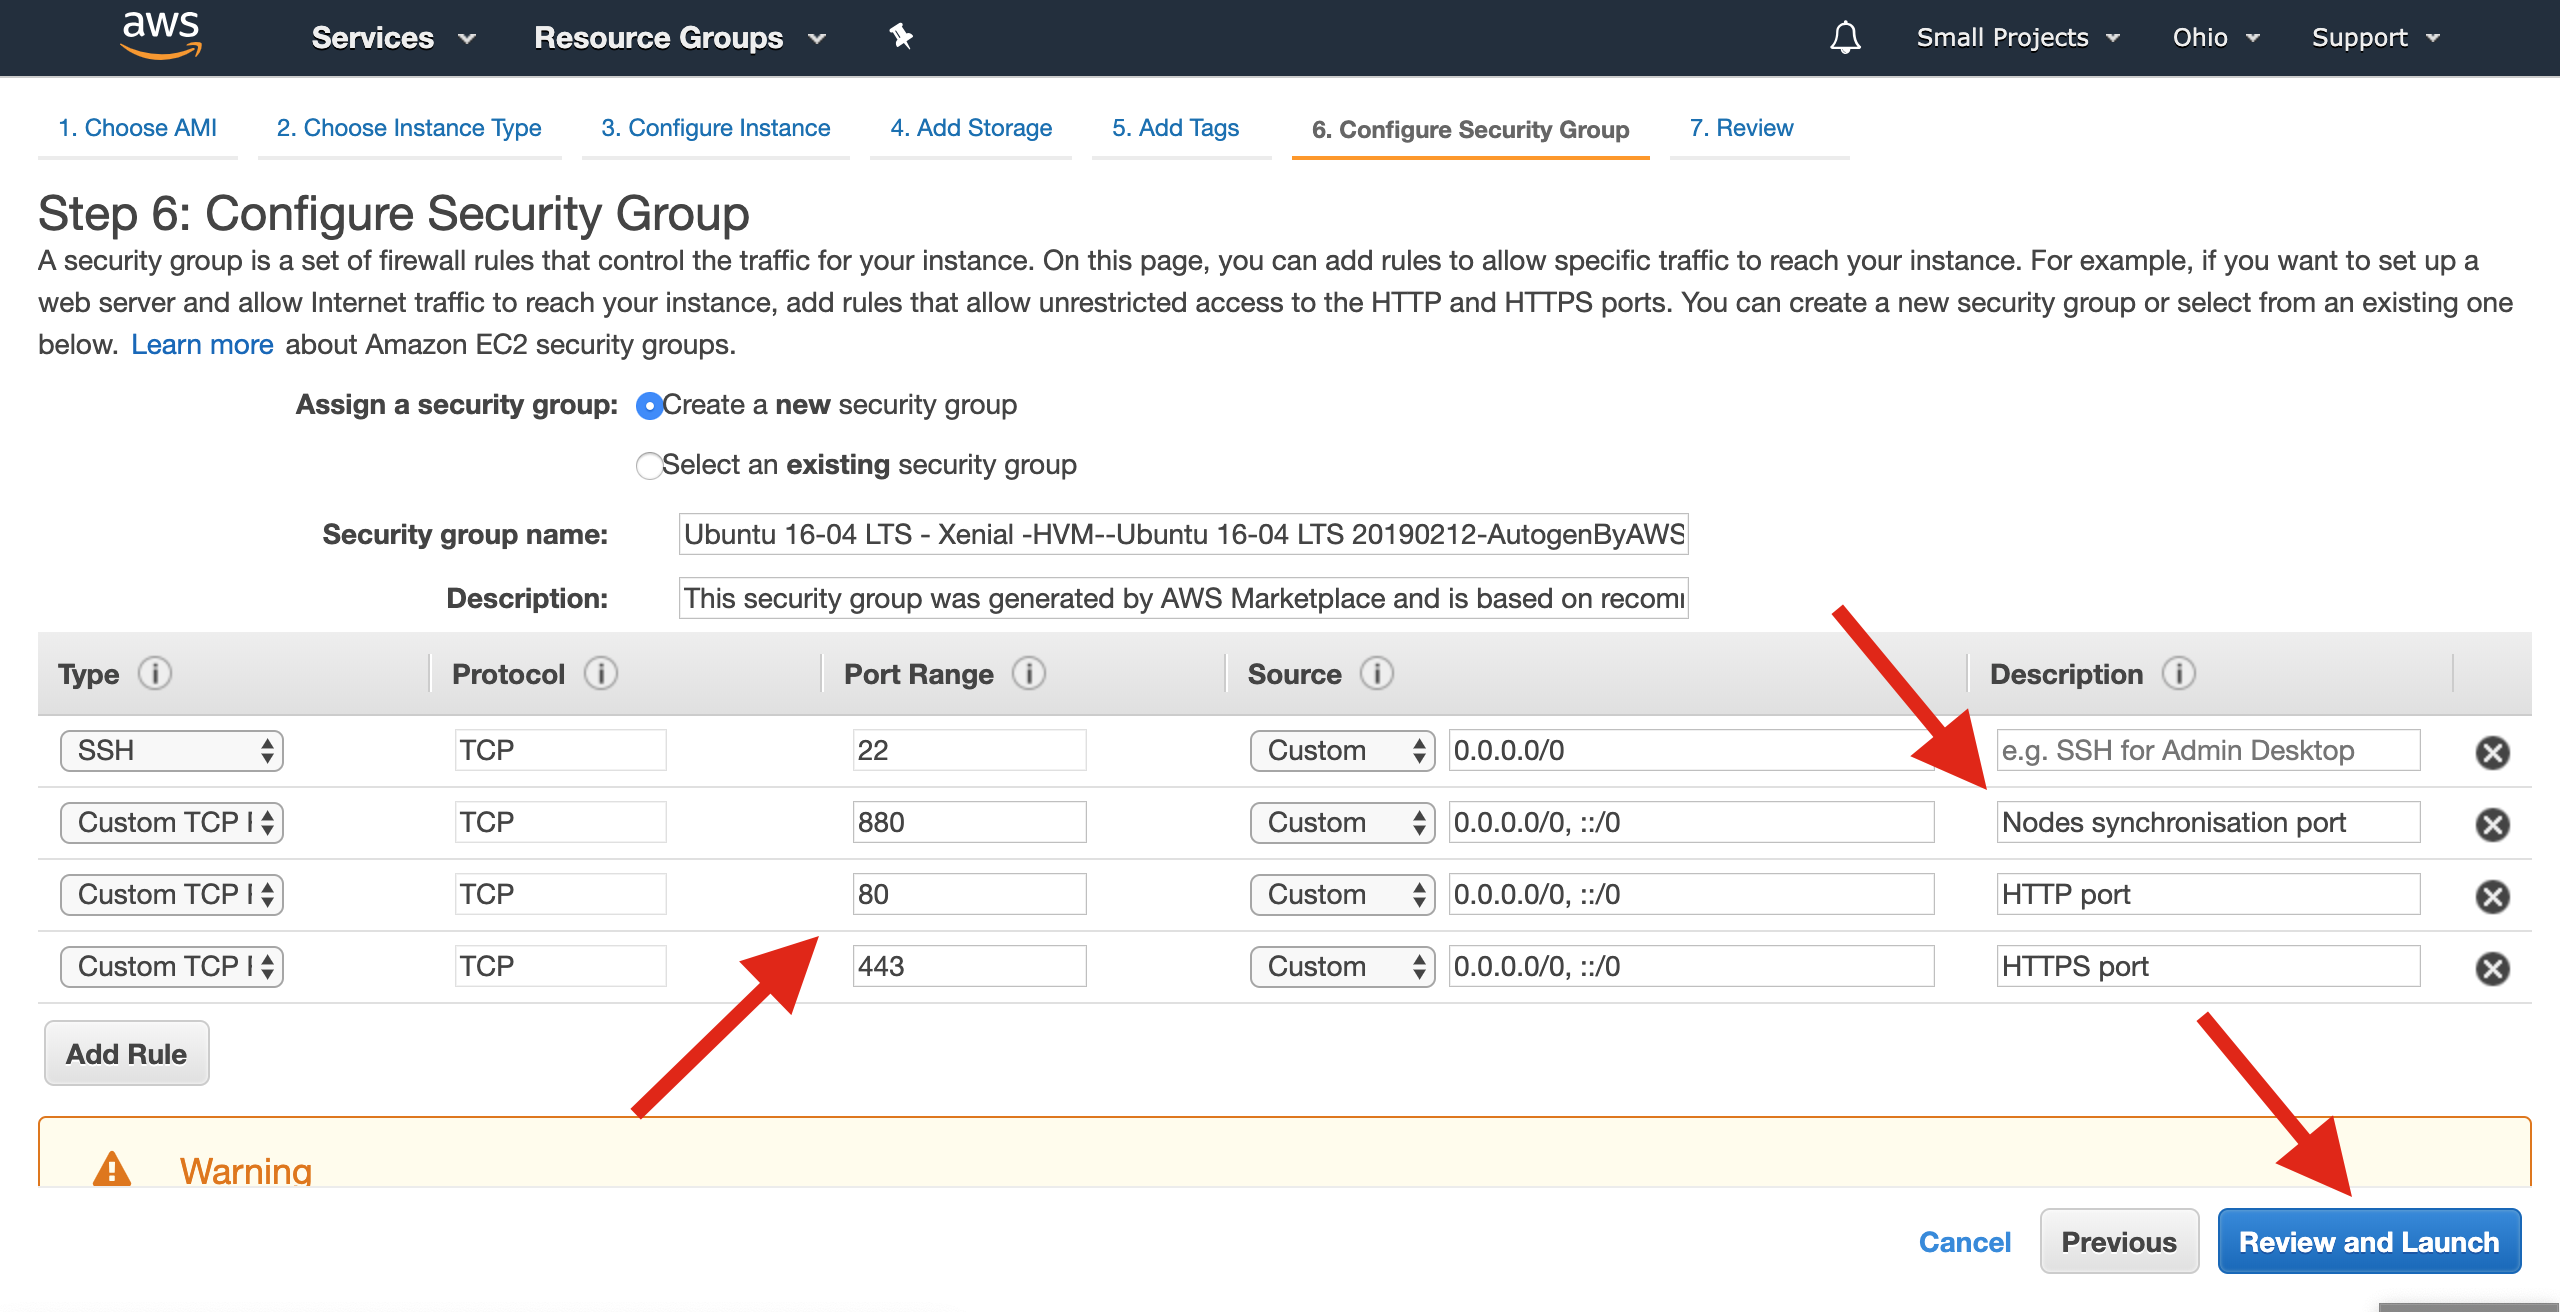 aws Services Resource Groups Small Projects Ohio Support
1. Choose AMI 2. Choose Instance Type 3. Configure Instance 4. Add Storage 5. Add Tags 6. Configure Security Group 7. Review
Step 6: Configure Security Group
A security group is a set of firewall rules that control the traffic for your instance. On this page, you can add rules to allow specific traffic to reach your instance. For example, if you want to set up a
web server and allow Internet traffic to reach your instance, add rules that allow unrestricted access to the HTTP and HTTPS ports. You can create a new security group or select from an existing one
below. Learn more about Amazon EC2 security groups.
Assign a security group: Create a new security group
Select an existing security group
Security group name: Ubuntu 16-04 LTS - Xenial -HVM--Ubuntu 16-04 LTS 20190212-AutogenByAWS
Description: This security group was generated by AWS Marketplace and is based on
Type Protocol Port Range Source Description
SSH TCP 22 Custom 0.0.0.0/0 e.g. SSH for Admin Desktop
Custom TCP TCP 880 Custom 0.0.0.0/0, ::/0 Nodes synchronisation port
Custom TCP TCP 80 Custom 0.0.0.0/0, ::/0 HTTP port
Custom TCP TCP 443 Custom 0.0.0.0/0, ::/0 HTTPS port
Add Rule
Warning
Cancel Previous Review and Launch